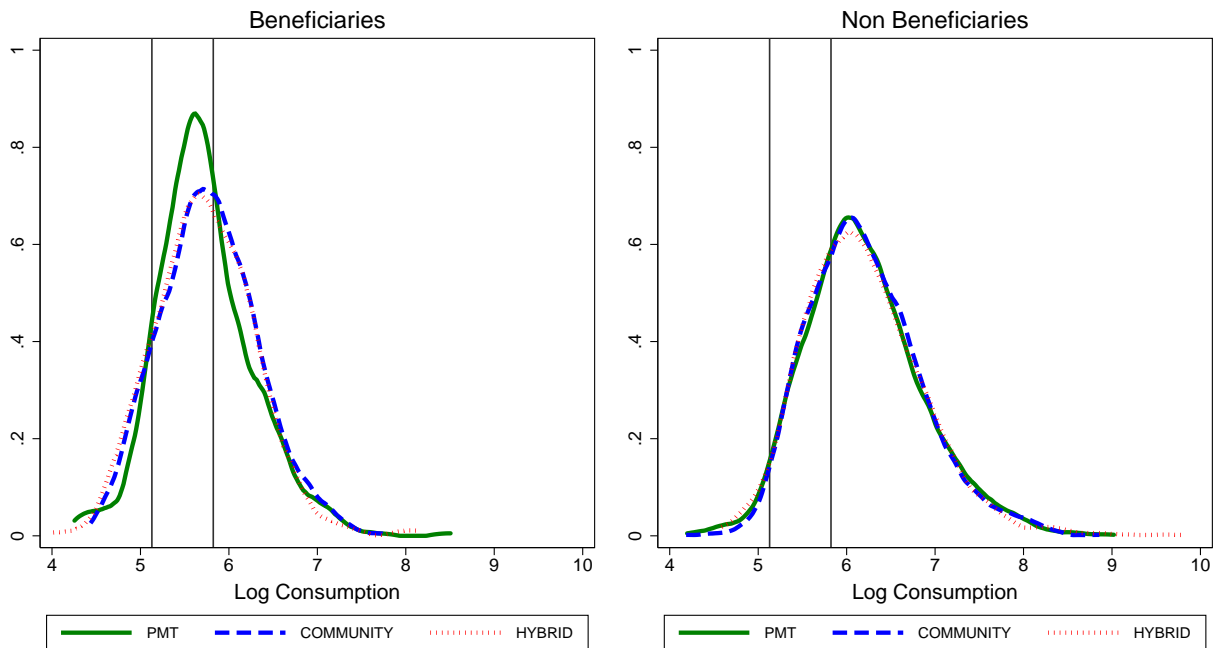 Beneficiaries
1
.8
.6
.4
.2
0
4 5 6 7 8 9 10
Log Consumption
PMT COMMUNITY HYBRID
Non Beneficiaries
1
.8
.6
.4
.2
0
4 5 6 7 8 9 10
Log Consumption
PMT COMMUNITY HYBRID